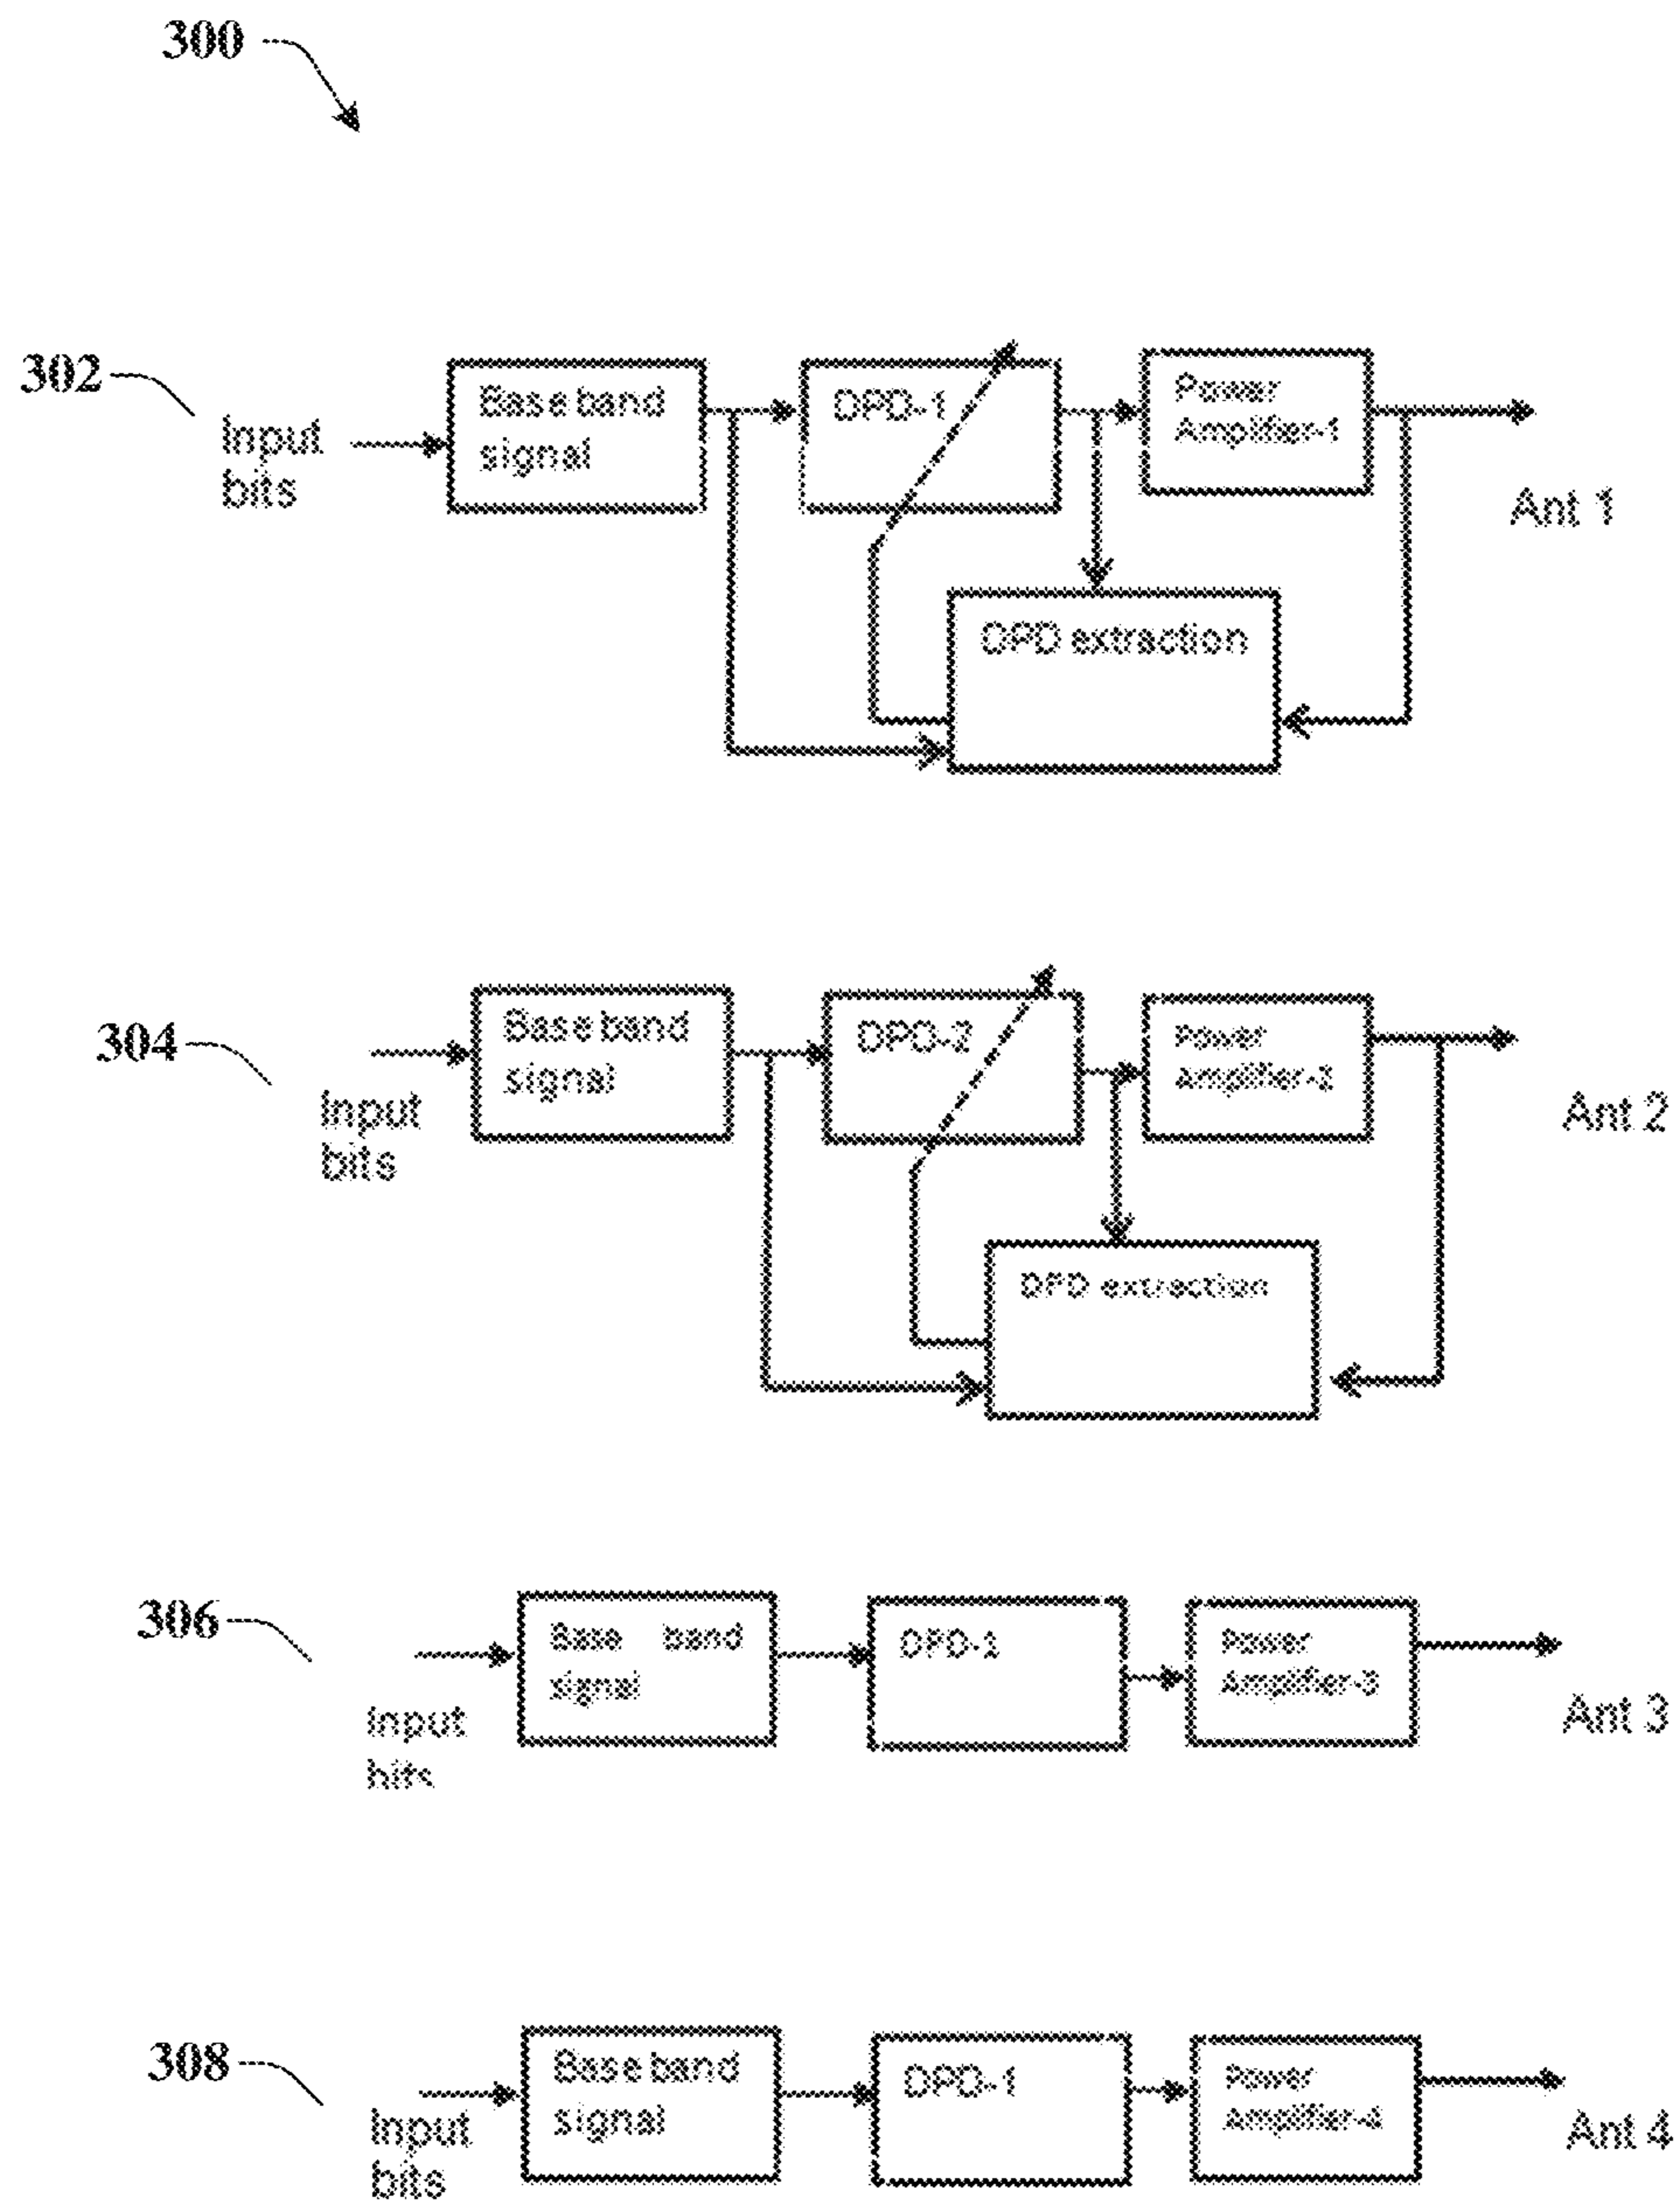 300
302
Input
bits
Base band
signal
DPD-1
Power
Amplifier-1
Ant 1
DPD extraction
304
Input
bits
Base band
signal
DPD-2
Power
Amplifier-2
Ant 2
DPD extraction
306
Input
bits
Base band
signal
DPD-1
Power
Amplifier-3
Ant 3
308
Input
bits
Base band
signal
DPD-1
Power
Amplifier-4
Ant 4